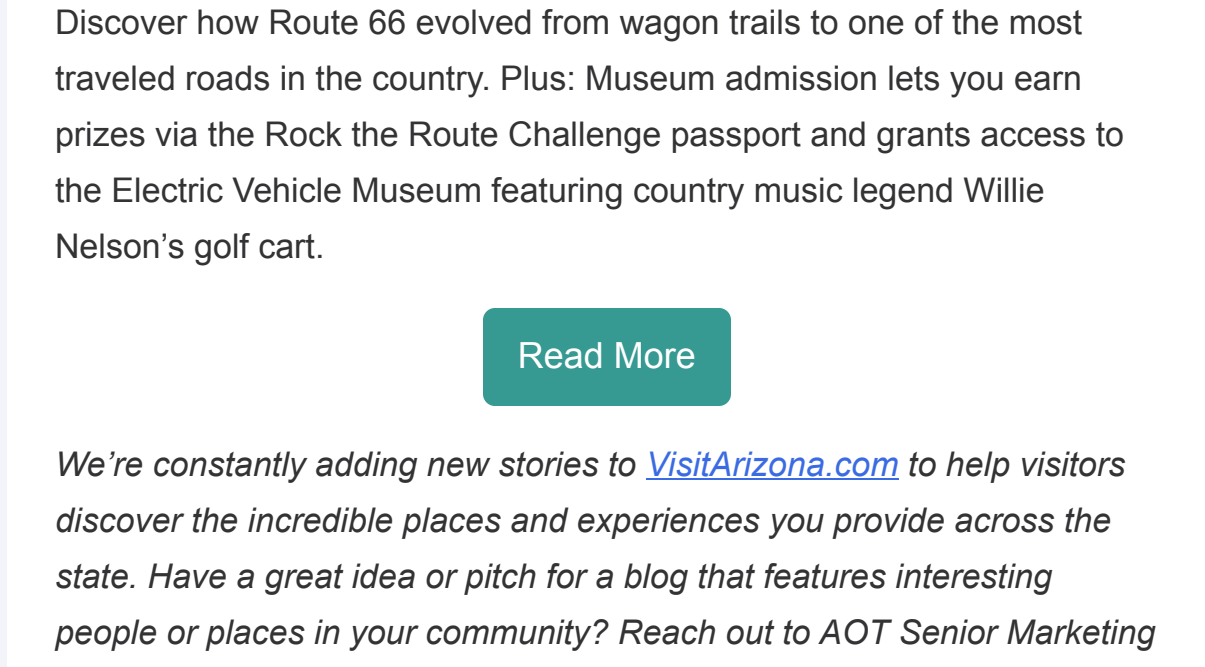 Discover how Route 66 evolved from wagon trails to one of the most
traveled roads in the country. Plus: Museum admission lets you earn
prizes via the Rock the Route Challenge passport and grants access to
the Electric Vehicle Museum featuring country music legend Willie
Nelson’s golf cart.
Read More
We’re constantly adding new stories to VisitArizona.com to help visitors
discover the incredible places and experiences you provide across the
state. Have a great idea or pitch for a blog that features interesting
people or places in your community? Reach out to AOT Senior Marketing